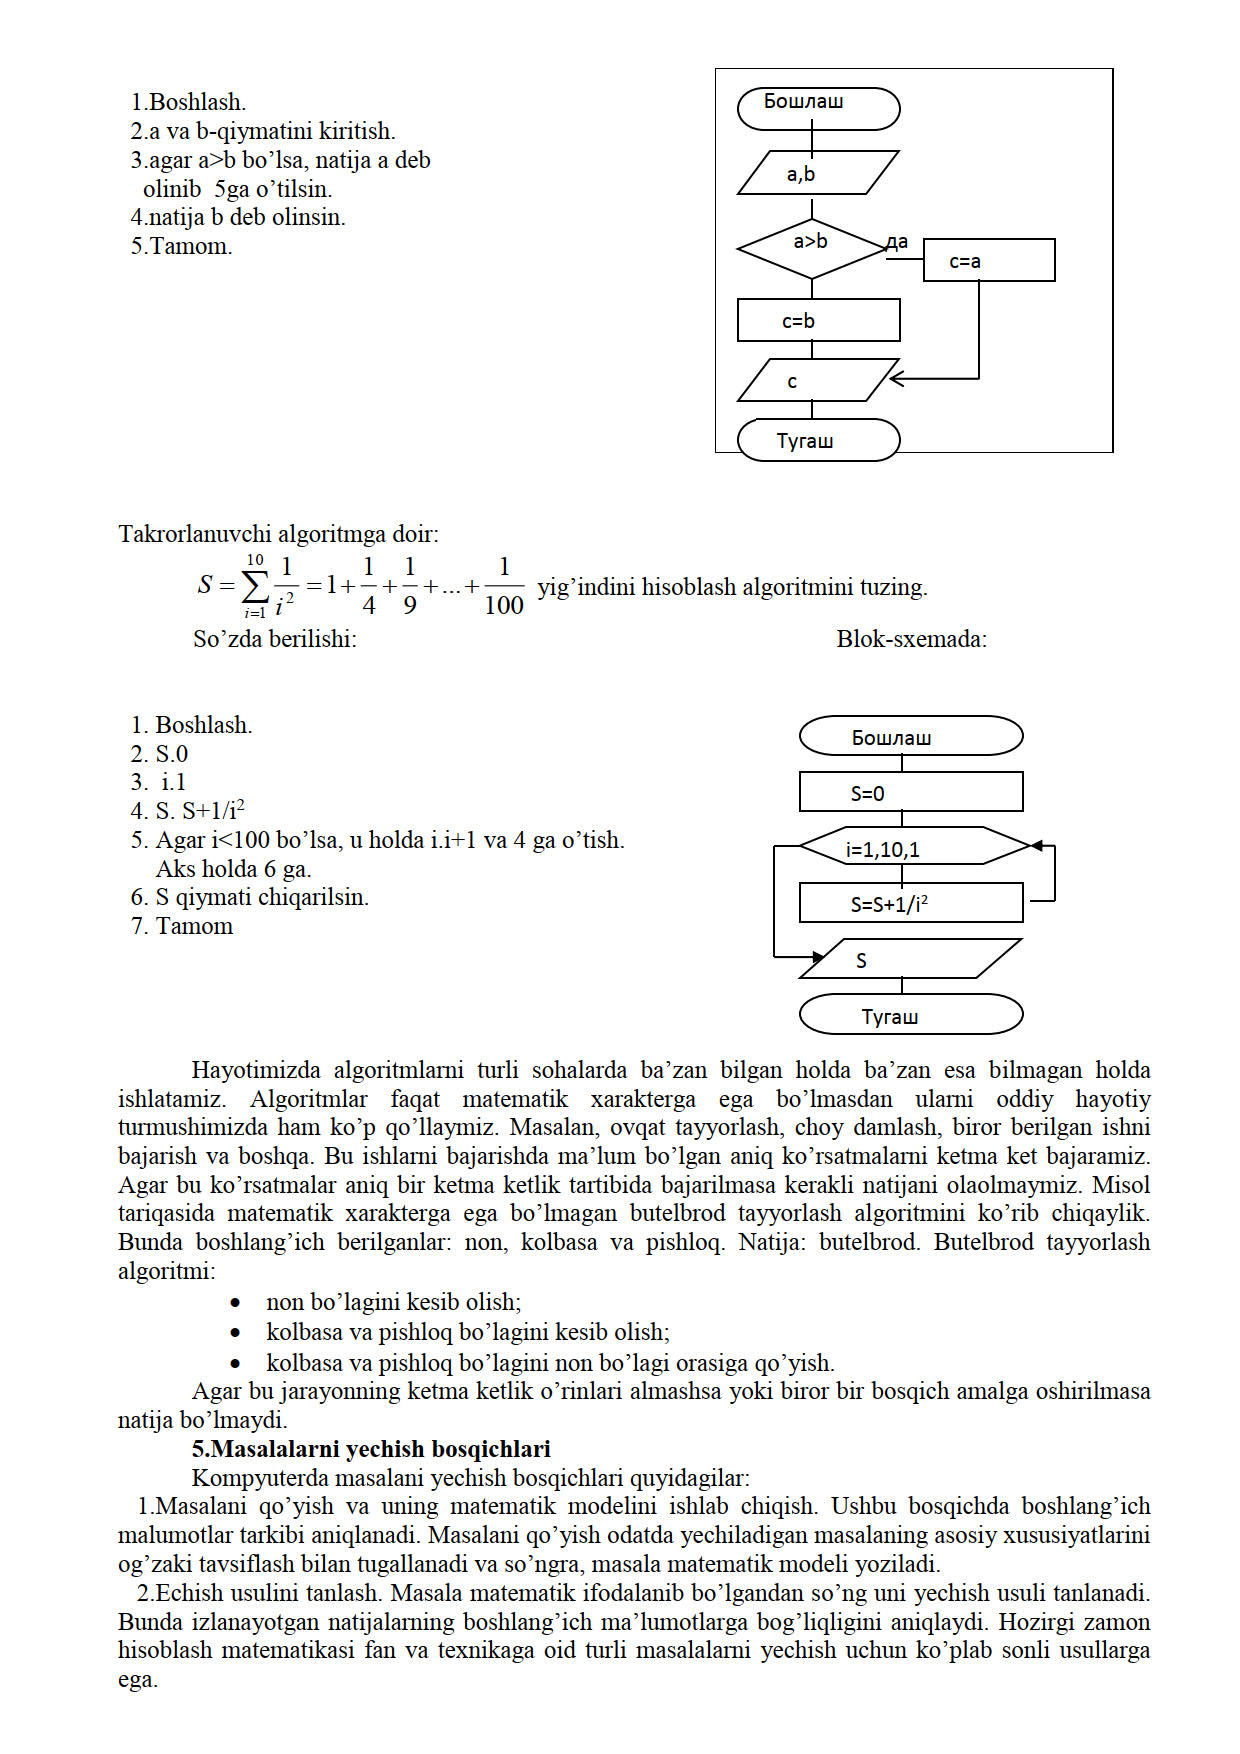 1.Boshlash.
2.a va b-qiymatini kiritish.
3.agar a>b bo’lsa, natija a deb
olinib  5ga o’tilsin.
4.natija b deb olinsin.
5.Tamom.
Бошлаш
a,b
a>b
да
c=a
c=b
c
Тугаш
Takrorlanuvchi algoritmga doir:
S = ∑_{i=1}^{10} 1/i² = 1 + 1/4 + 1/9 + ... + 1/100 yig’indini hisoblash algoritmini tuzing.
So’zda berilishi: Blok-sxemada:
1. Boshlash.
2. S.0
3.  i.1
4. S. S+1/i²
5. Agar i<100 bo’lsa, u holda i.i+1 va 4 ga o’tish.
Aks holda 6 ga.
6. S qiymati chiqarilsin.
7. Tamom
Бошлаш
S=0
i=1,10,1
S=S+1/i²
S
Тугаш
Hayotimizda algoritmlarni turli sohalarda ba’zan bilgan holda ba’zan esa bilmagan holda
ishlatamiz. Algoritmlar faqat matematik xarakterga ega bo’lmasdan ularni oddiy hayotiy
turmushimizda ham ko’p qo’llaymiz. Masalan, ovqat tayyorlash, choy damlash, biror berilgan ishni
bajarish va boshqa. Bu ishlarni bajarishda ma’lum bo’lgan aniq ko’rsatmalarni ketma ket bajaramiz.
Agar bu ko’rsatmalar aniq bir ketma ketlik tartibida bajarilmasa kerakli natijani olaolmaymiz. Misol
tariqasida matematik xarakterga ega bo’lmagan butelbrod tayyorlash algoritmini ko’rib chiqaylik.
Bunda boshlang’ich berilganlar: non, kolbasa va pishloq. Natija: butelbrod. Butelbrod tayyorlash
algoritmi:
• non bo’lagini kesib olish;
• kolbasa va pishloq bo’lagini kesib olish;
• kolbasa va pishloq bo’lagini non bo’lagi orasiga qo’yish.
Agar bu jarayonning ketma ketlik o’rinlari almashsa yoki biror bir bosqich amalga oshirilmasa
natija bo’lmaydi.
5.Masalalarni yechish bosqichlari
Kompyuterda masalani yechish bosqichlari quyidagilar:
1.Masalani qo’yish va uning matematik modelini ishlab chiqish. Ushbu bosqichda boshlang’ich
malumotlar tarkibi aniqlanadi. Masalani qo’yish odatda yechiladigan masalaning asosiy xususiyatlarini
og’zaki tavsiflash bilan tugallanadi va so’ngra, masala matematik modeli yoziladi.
2.Echish usulini tanlash. Masala matematik ifodalanib bo’lgandan so’ng uni yechish usuli tanlanadi.
Bunda izlanayotgan natijalarning boshlang’ich ma’lumotlarga bog’liqligini aniqlaydi. Hozirgi zamon
hisoblash matematikasi fan va texnikaga oid turli masalalarni yechish uchun ko’plab sonli usullarga
ega.